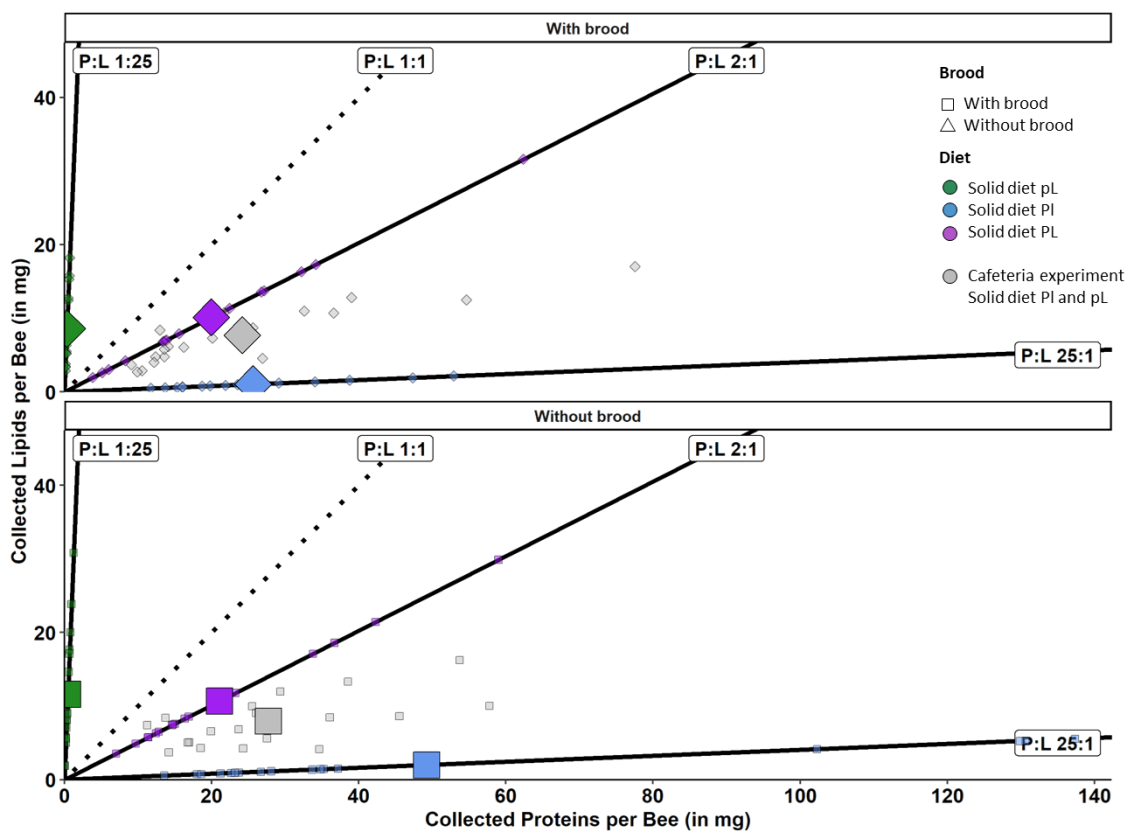 With brood
P:L 1:25
P:L 1:1
P:L 2:1
Brood
With brood
Without brood
Diet
Solid diet pL
Solid diet Pl
Solid diet PL
Cafeteria experiment
Solid diet Pl and pL
P:L 25:1
40
20
0
Without brood
P:L 1:25
P:L 1:1
P:L 2:1
P:L 25:1
40
20
0
0 20 40 60 80 100 120 140
Collected Proteins per Bee (in mg)
Collected Lipids per Bee (in mg)